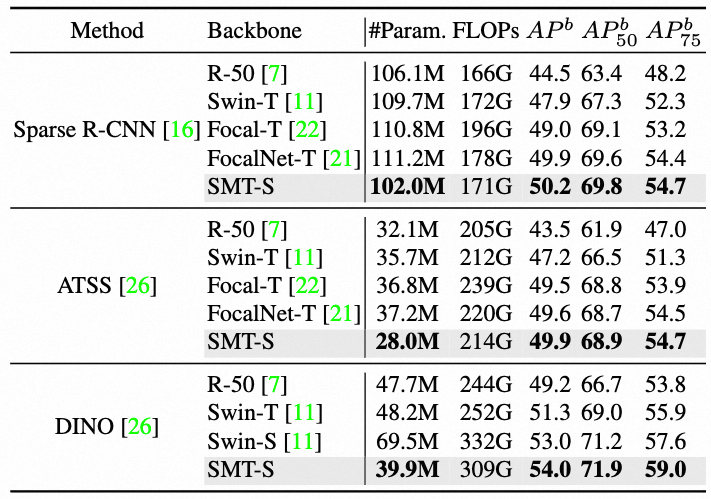 Method Backbone #Param. FLOPs AP^b AP^b_50 AP^b_75
R-50 [7] 106.1M 166G 44.5 63.4 48.2
Swin-T [11] 109.7M 172G 47.9 67.3 52.3
Sparse R-CNN [16] Focal-T [22] 110.8M 196G 49.0 69.1 53.2
FocalNet-T [21] 111.2M 178G 49.9 69.6 54.4
SMT-S 102.0M 171G 50.2 69.8 54.7
R-50 [7] 32.1M 205G 43.5 61.9 47.0
Swin-T [11] 35.7M 212G 47.2 66.5 51.3
ATSS [26] Focal-T [22] 36.8M 239G 49.5 68.8 53.9
FocalNet-T [21] 37.2M 220G 49.6 68.7 54.5
SMT-S 28.0M 214G 49.9 68.9 54.7
R-50 [7] 47.7M 244G 49.2 66.7 53.8
Swin-T [11] 48.2M 252G 51.3 69.0 55.9
DINO [26] Swin-S [11] 69.5M 332G 53.0 71.2 57.6
SMT-S 39.9M 309G 54.0 71.9 59.0